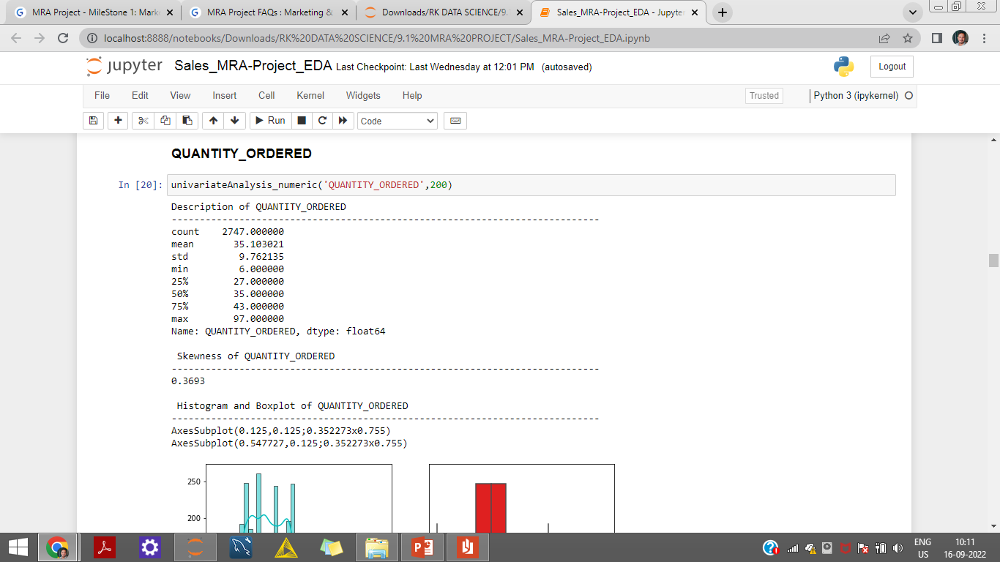 MRA Project - MileStone 1: Mark
MRA Project FAQs : Marketing &
Downloads/RK DATA SCIENCE/9.
Sales_MRA-Project_EDA - Jupyter
localhost:8888/notebooks/Downloads/RK%20DATA%20SCIENCE/9.1%20MRA%20PROJECT/Sales_MRA-Project_EDA.ipynb
jupyter Sales_MRA-Project_EDA Last Checkpoint: Last Wednesday at 12:01 PM (autosaved)
Logout
File Edit View Insert Cell Kernel Widgets Help
Trusted
Python 3 (ipykernel)
Run
Code
QUANTITY_ORDERED
In [20]: univariateAnalysis_numeric('QUANTITY_ORDERED',200)
Description of QUANTITY_ORDERED
----------------------------------------------------------------------------
count 2747.000000
mean 35.103021
std 9.762135
min 6.000000
25% 27.000000
50% 35.000000
75% 43.000000
max 97.000000
Name: QUANTITY_ORDERED, dtype: float64
Skewness of QUANTITY_ORDERED
----------------------------------------------------------------------------
0.3693
Histogram and Boxplot of QUANTITY_ORDERED
----------------------------------------------------------------------------
AxesSubplot(0.125,0.125;0.352273x0.755)
AxesSubplot(0.547727,0.125;0.352273x0.755)
250
200
ENG
US
10:11
16-09-2022